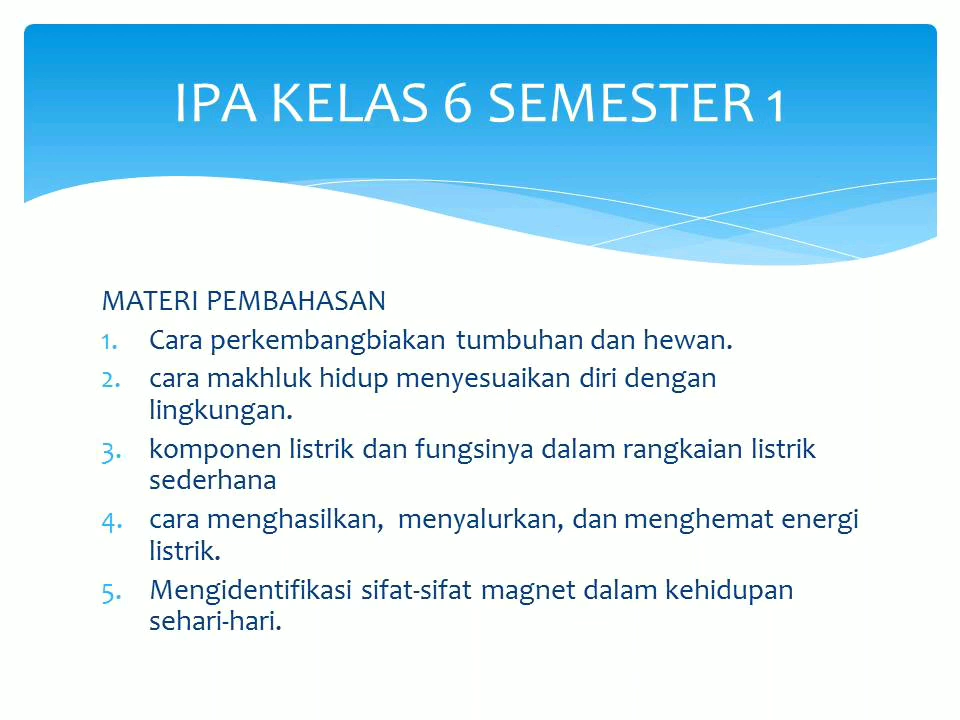 IPA KELAS 6 SEMESTER 1
MATERI PEMBAHASAN
1. Cara perkembangbiakan tumbuhan dan hewan.
2. cara makhluk hidup menyesuaikan diri dengan
lingkungan.
3. komponen listrik dan fungsinya dalam rangkaian listrik
sederhana
4. cara menghasilkan, menyalurkan, dan menghemat energi
listrik.
5. Mengidentifikasi sifat-sifat magnet dalam kehidupan
sehari-hari.